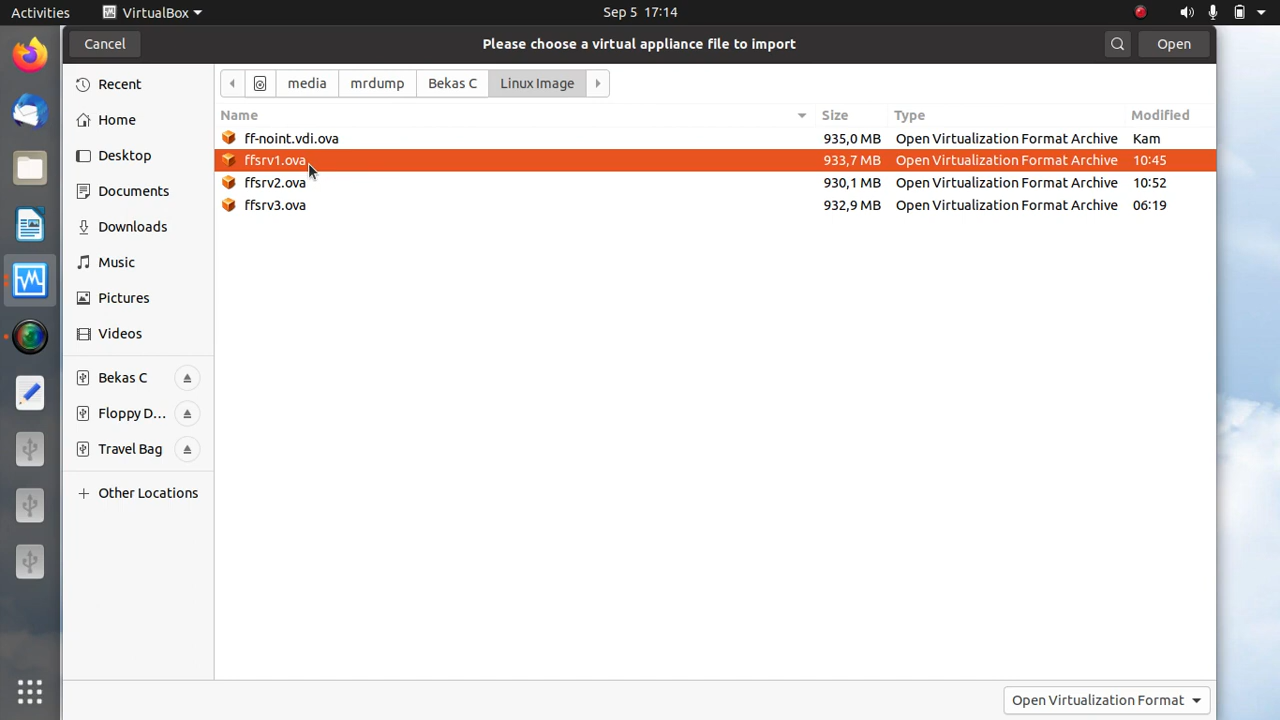 Activities VirtualBox Sep 5 17:14
Cancel Please choose a virtual appliance file to import Open
media mrdump Bekas C Linux Image
Recent
Home
Desktop
Documents
Downloads
Music
Pictures
Videos
Bekas C
Floppy D...
Travel Bag
Other Locations
Name Size Type Modified
ff-noint.vdi.ova 935,0 MB Open Virtualization Format Archive Kam
ffsrv1.ova 933,7 MB Open Virtualization Format Archive 10:45
ffsrv2.ova 930,1 MB Open Virtualization Format Archive 10:52
ffsrv3.ova 932,9 MB Open Virtualization Format Archive 06:19
Open Virtualization Format